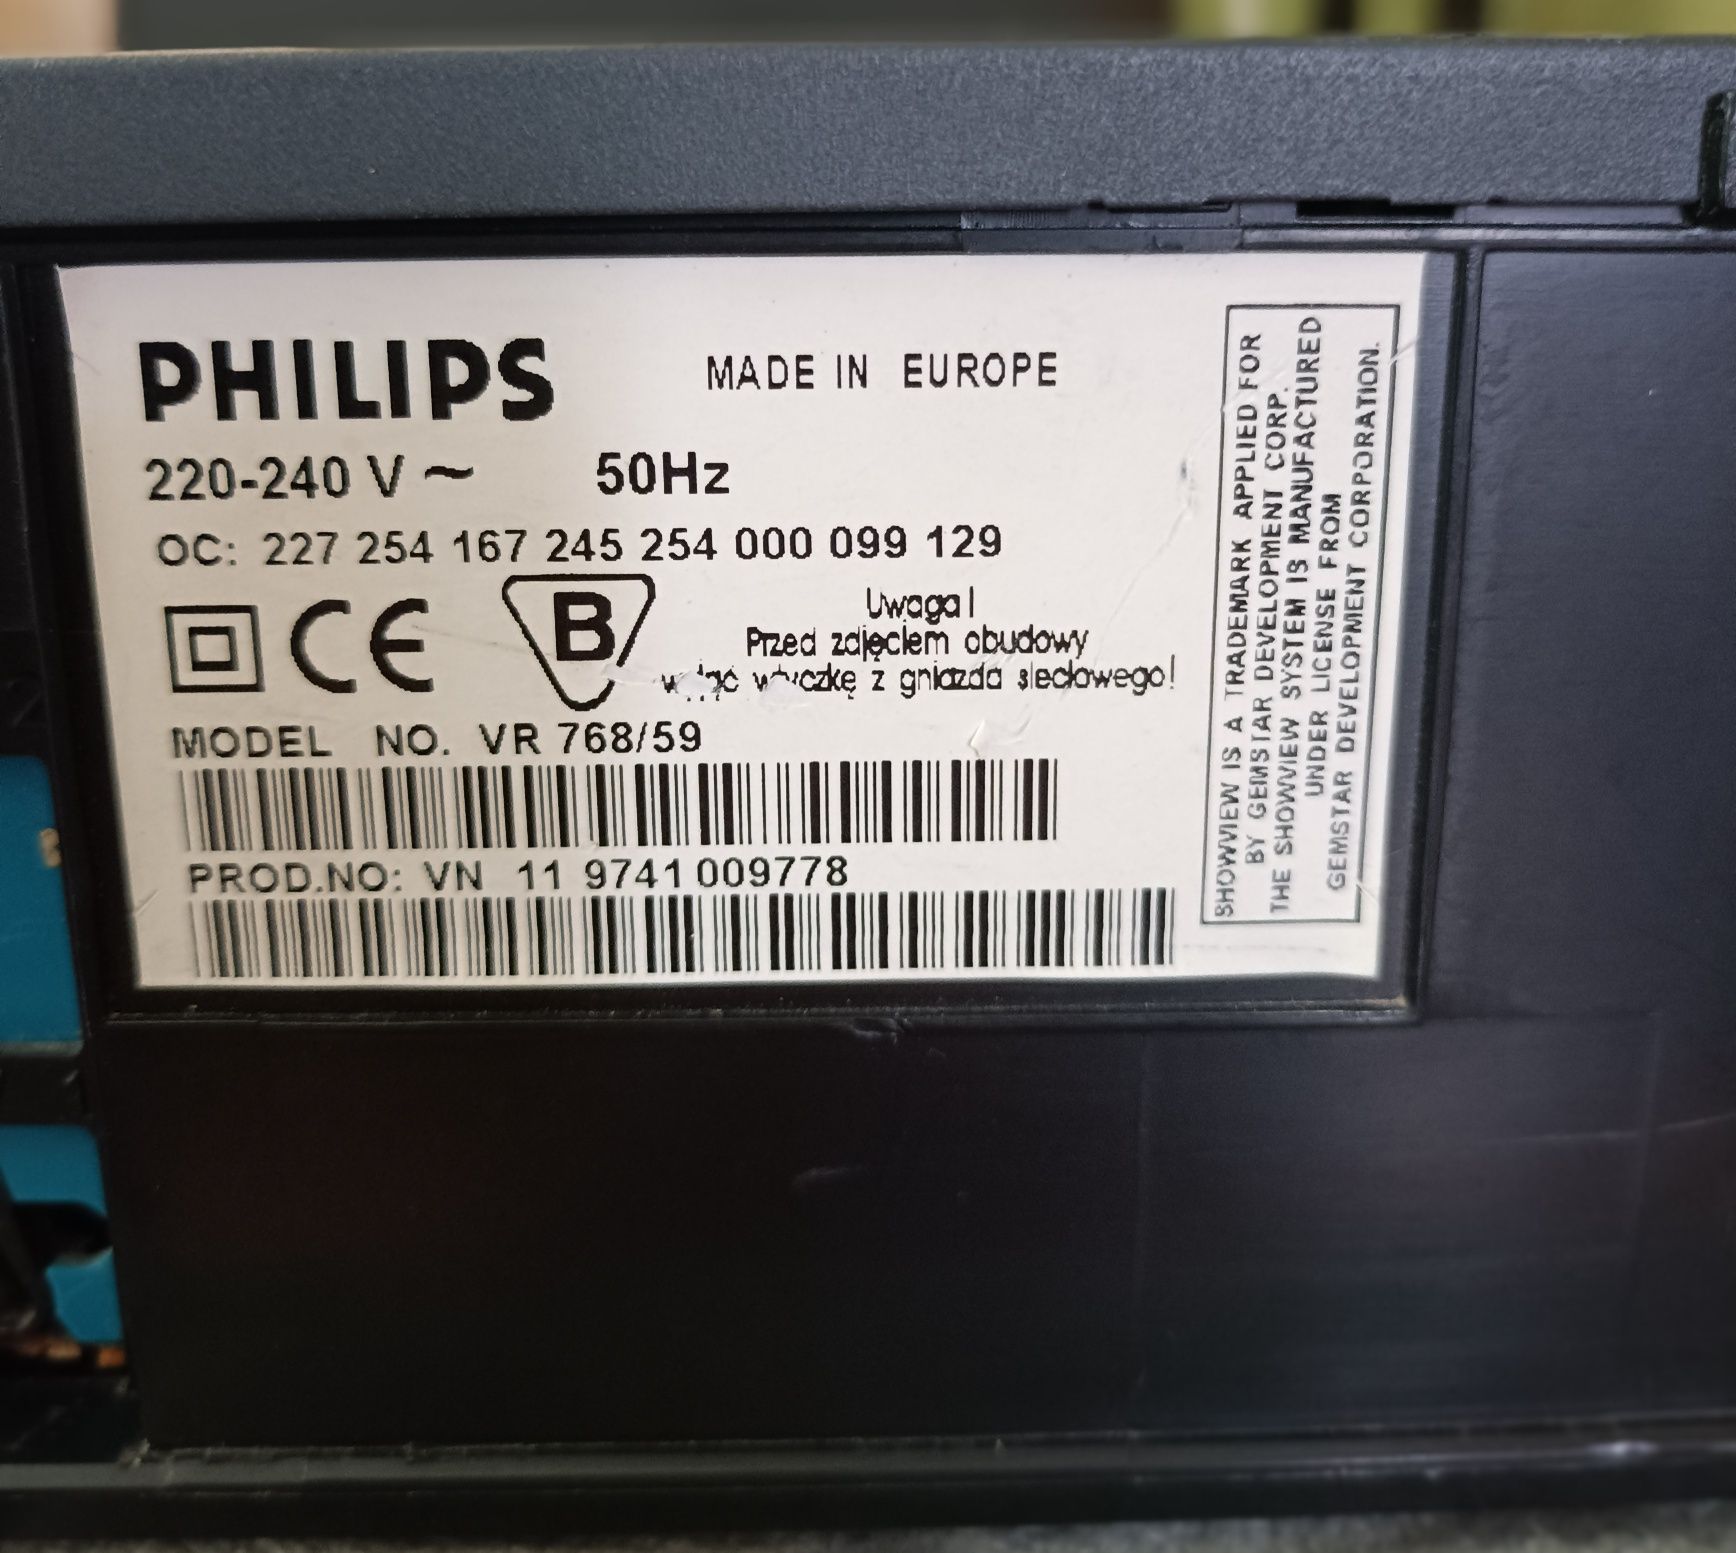 PHILIPS
MADE IN EUROPE
220-240 V ~ 50Hz
OC: 227 254 167 245 254 000 099 129
CE
B
Uwaga!
Przed zdjęciem obudowy
z gniazda sieciowego!
MODEL NO. VR 768/59
PROD.NO: VN 11 9741 009778
SHOWVIEW IS A TRADEMARK APPLIED FOR
BY GEMSTAR DEVELOPMENT CORP.
THE SHOWVIEW SYSTEM IS MANUFACTURED
UNDER LICENSE FROM
GEMSTAR DEVELOPMENT CORPORATION.